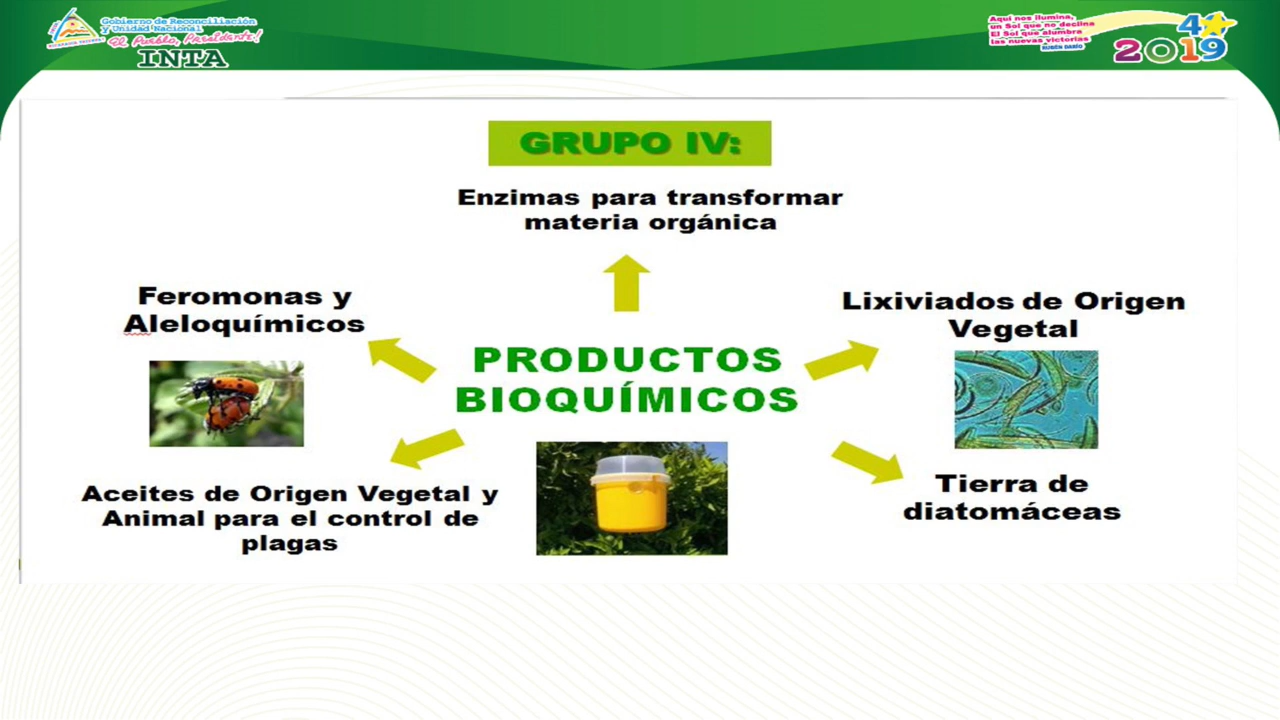 Gobierno de Reconciliación
y Unidad Nacional
El Pueblo, Presidente!
INTA
Aquí nos ilumina,
un Sol que no declina
El Sol que alumbra
las nuevas victorias
RUBÉN DARÍO
40
2019
GRUPO IV:
Enzimas para transformar
materia orgánica
Feromonas y
Aleloquímicos
Lixiviados de Origen
Vegetal
PRODUCTOS
BIOQUÍMICOS
Aceites de Origen Vegetal y
Animal para el control de
plagas
Tierra de
diatomáceas